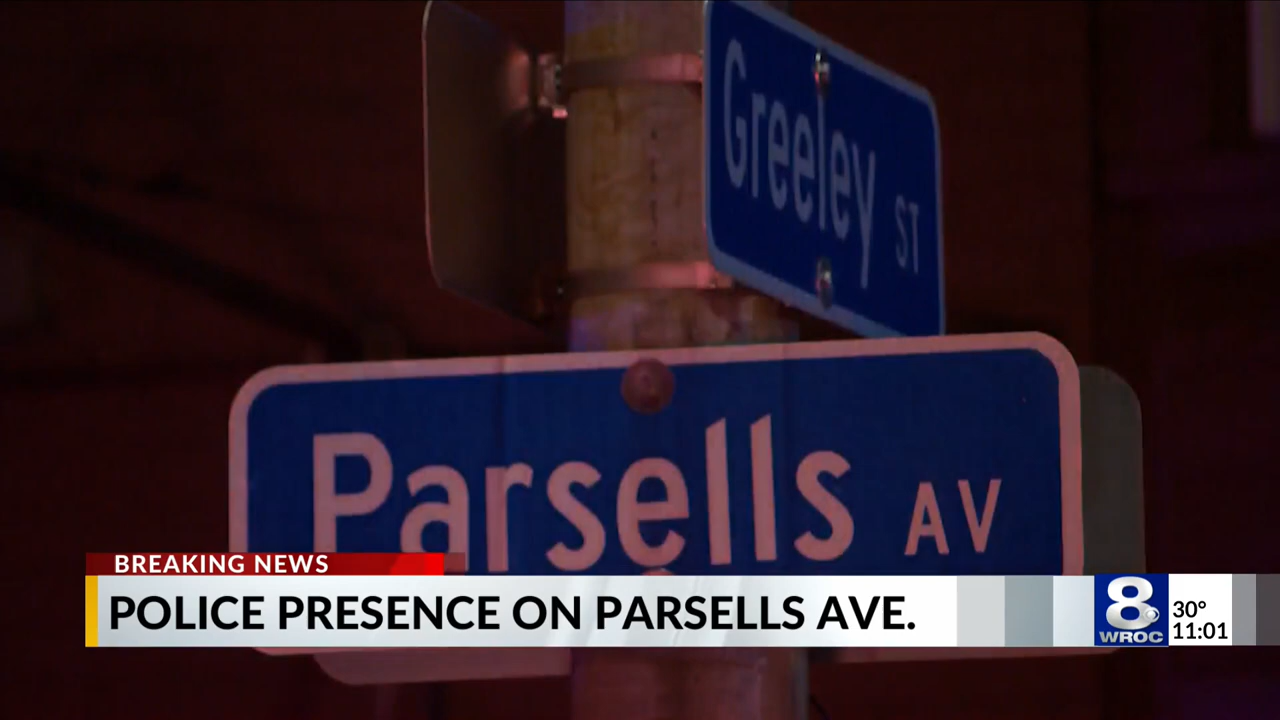 Greeley ST
Parsells AV
BREAKING NEWS
POLICE PRESENCE ON PARSELLS AVE.
8
WROC
30°
11:01